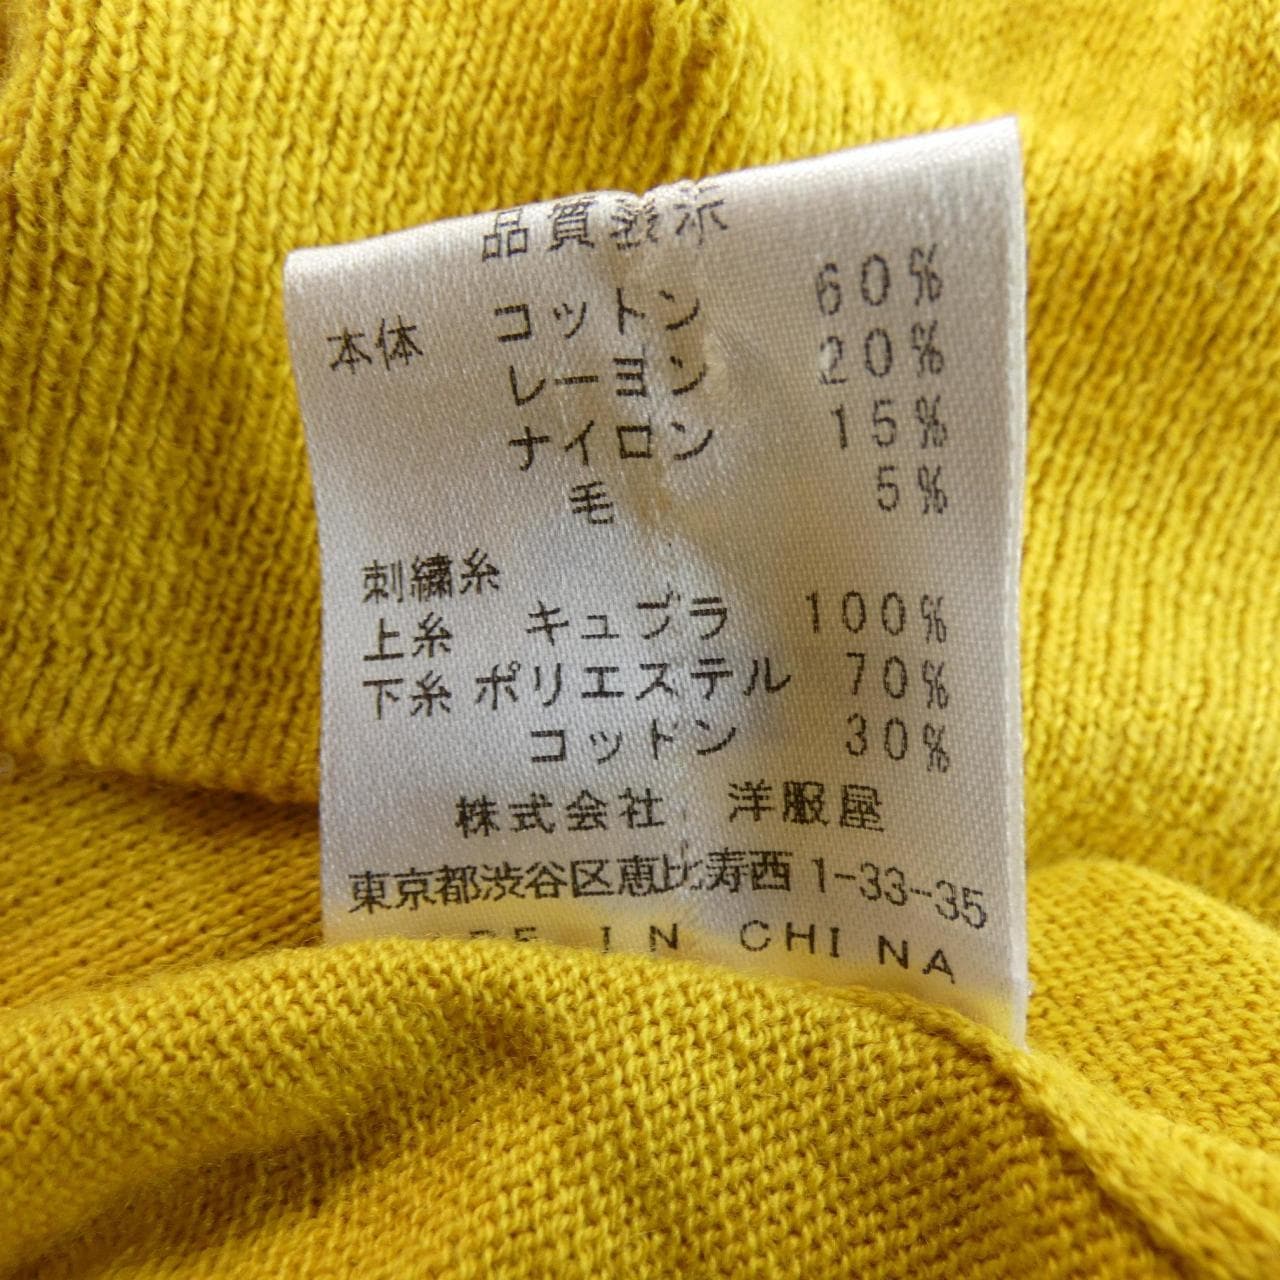 品質表示
本体 コットン 60%
レーヨン 20%
ナイロン 15%
毛 5%
刺繍糸
上糸 キュプラ 100%
下糸 ポリエステル 70%
コットン 30%
株式会社 洋服屋
東京都渋谷区恵比寿西1-33-35
IN CHINA